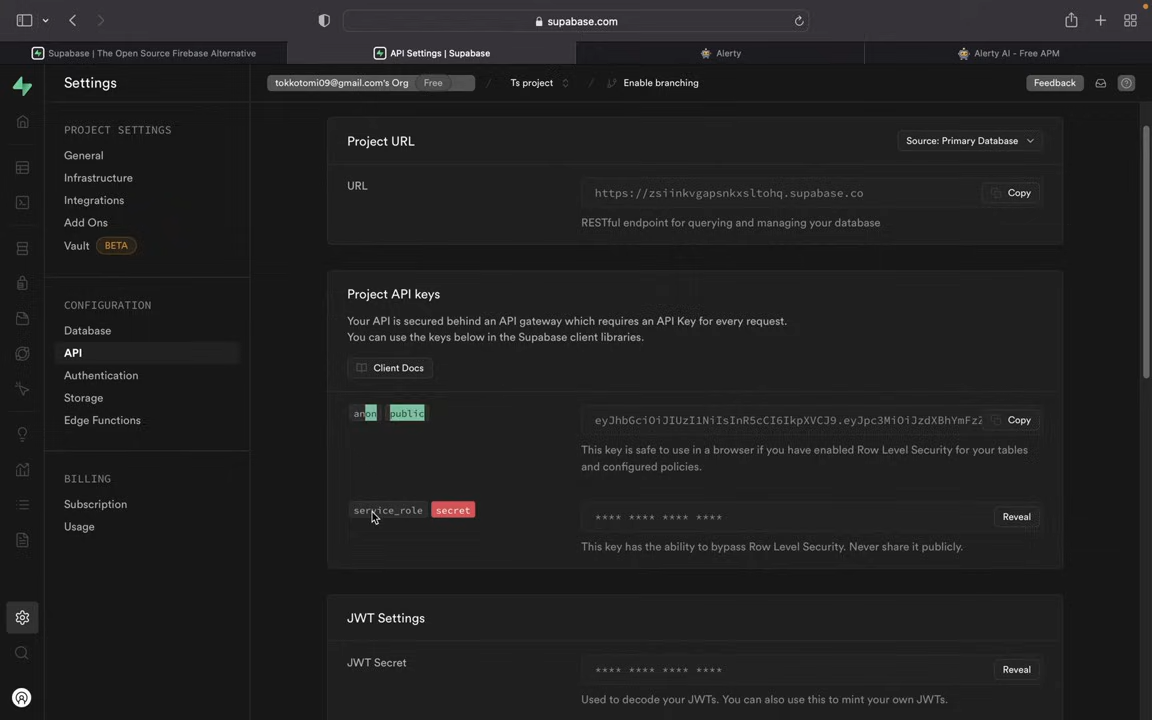 supabase.com
Supabase | The Open Source Firebase Alternative
API Settings | Supabase
Alerty
Alerty AI - Free APM
Settings
tokkotomi09@gmail.com's Org Free / Ts project / Enable branching
Feedback
PROJECT SETTINGS
General
Infrastructure
Integrations
Add Ons
Vault BETA
CONFIGURATION
Database
API
Authentication
Storage
Edge Functions
BILLING
Subscription
Usage
Project URL
Source: Primary Database
URL
https://zsiinkvgapsnkxsltohq.supabase.co
Copy
RESTful endpoint for querying and managing your database
Project API keys
Your API is secured behind an API gateway which requires an API Key for every request.
You can use the keys below in the Supabase client libraries.
Client Docs
anon public
eyJhbGciOiJIUzI1NiIsInR5cCI6IkpXVCJ9.eyJpc3MiOiJzdXBhYmFzZ
Copy
This key is safe to use in a browser if you have enabled Row Level Security for your tables
and configured policies.
service_role secret
**** **** **** ****
Reveal
This key has the ability to bypass Row Level Security. Never share it publicly.
JWT Settings
JWT Secret
**** **** **** ****
Reveal
Used to decode your JWTs. You can also use this to mint your own JWTs.